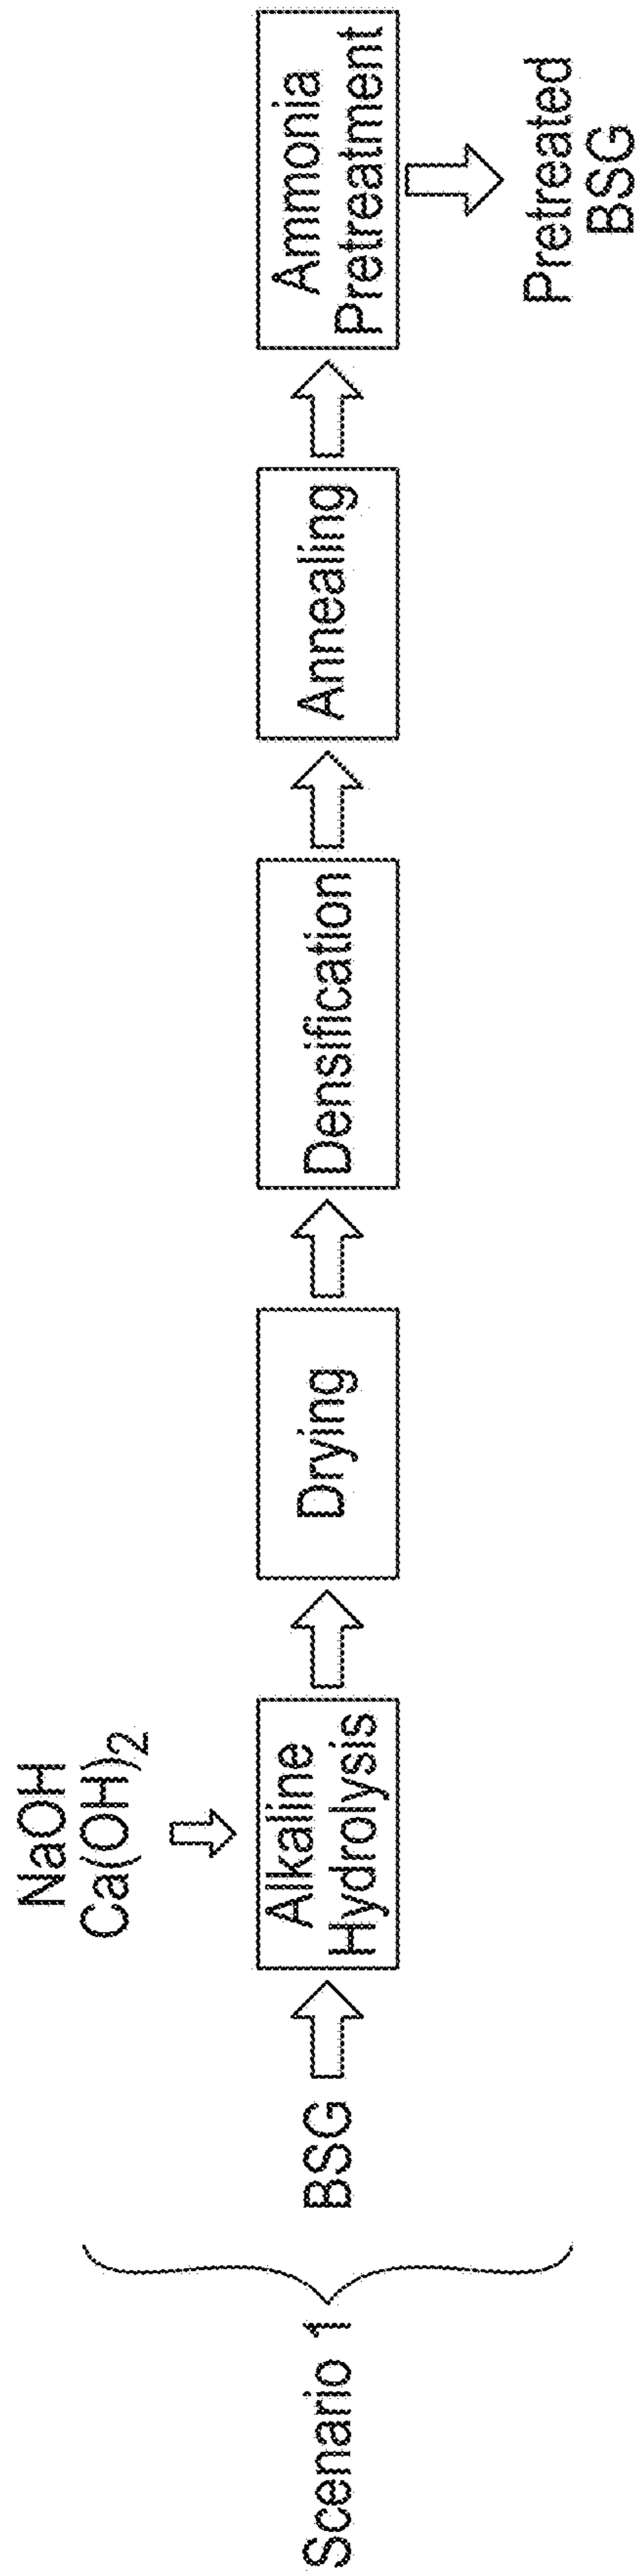 Scenario 1
BSG
NaOH
Ca(OH)2
Alkaline
Hydrolysis
Drying
Densification
Annealing
Ammonia
Pretreatment
Pretreated
BSG